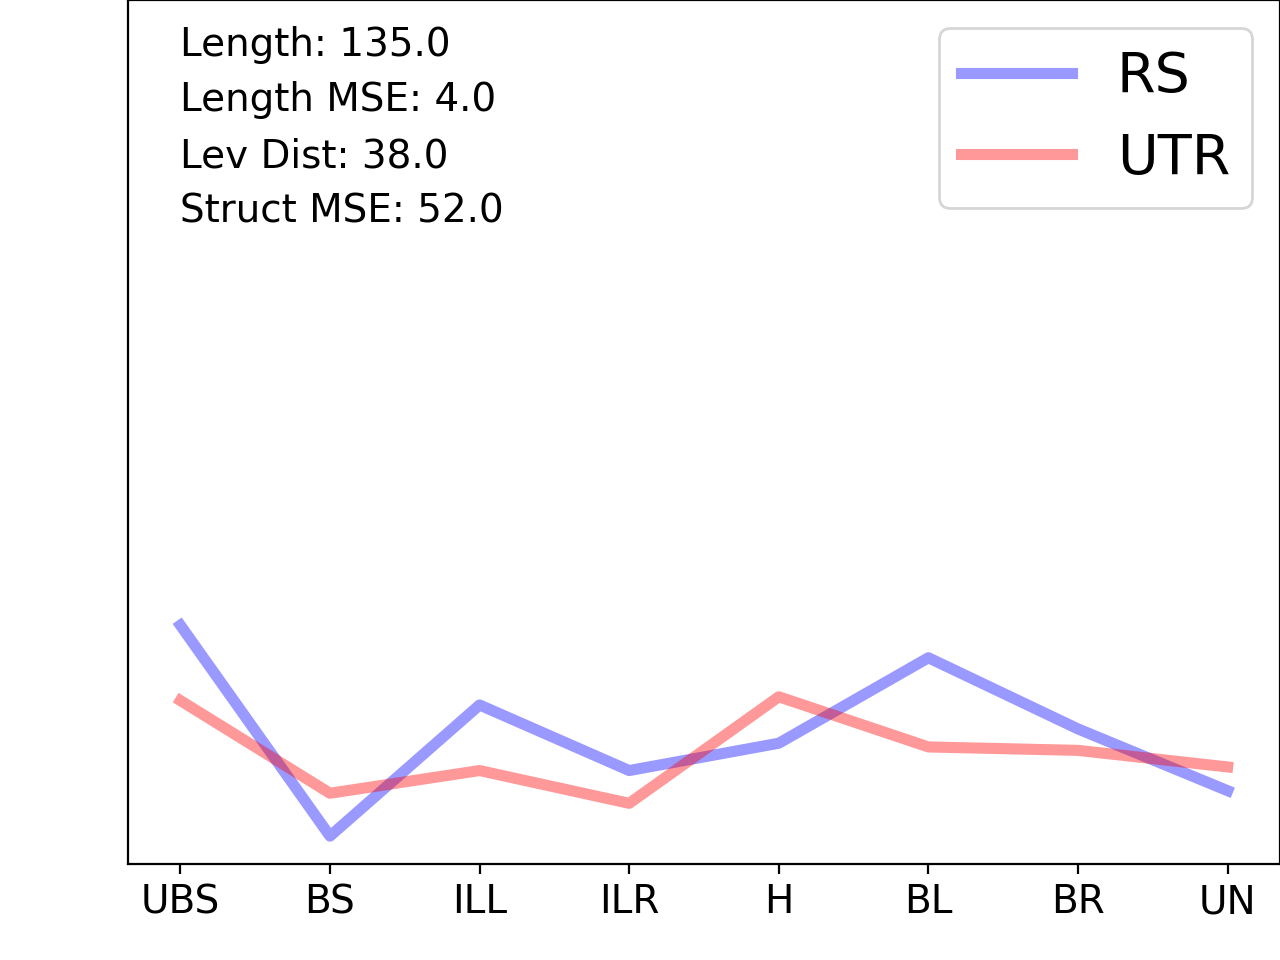 Length: 135.0
Length MSE: 4.0
Lev Dist: 38.0
Struct MSE: 52.0
RS
UTR
UBS BS ILL ILR H BL BR UN